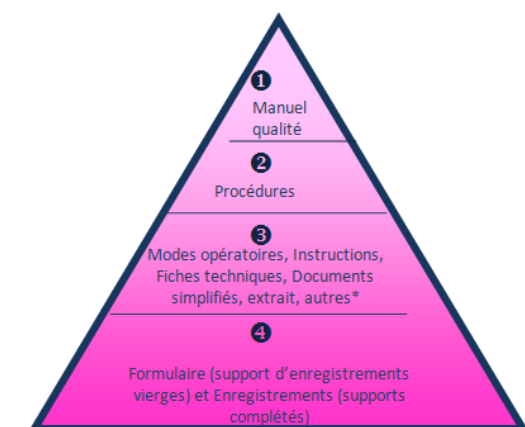 ❶
Manuel
qualité
❷
Procédures
❸
Modes opératoires, Instructions,
Fiches techniques, Documents
simplifiés, extrait, autres*
❹
Formulaire (support d’enregistrements
vierges) et Enregistrements (supports
complétés)